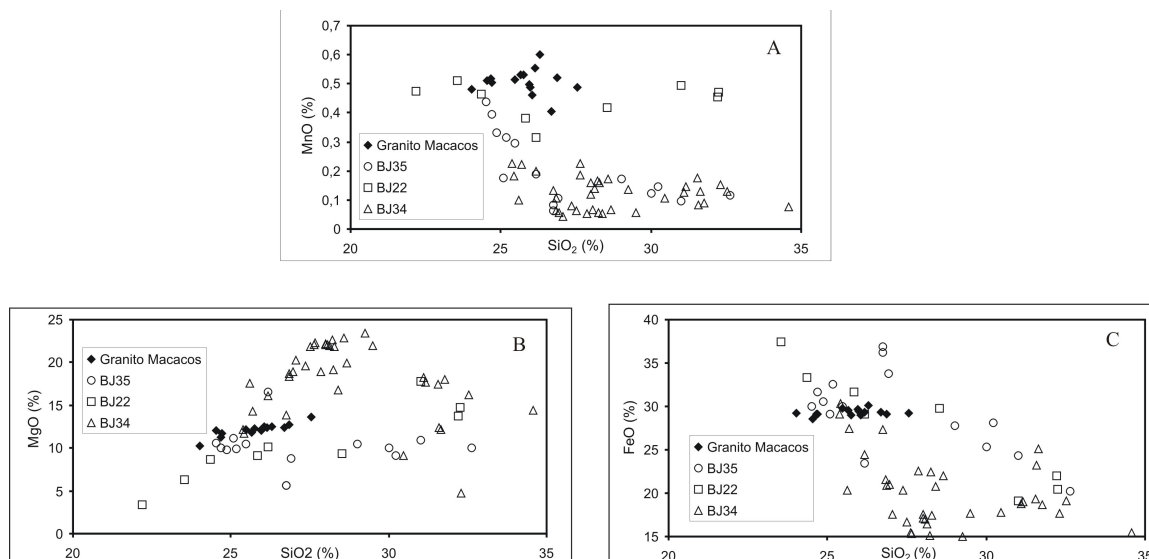 A
0,7
0,6
0,5
0,4
0,3
0,2
0,1
0
MnO (%)
Granito Macacos
BJ35
BJ22
BJ34
20 25 30 35
SiO₂ (%)
B
25
20
15
10
5
0
MgO (%)
Granito Macacos
BJ35
BJ22
BJ34
20 25 30 35
SiO2 (%)
C
40
35
30
25
20
15
FeO (%)
Granito Macacos
BJ35
BJ22
BJ34
20 25 30 35
SiO₂ (%)